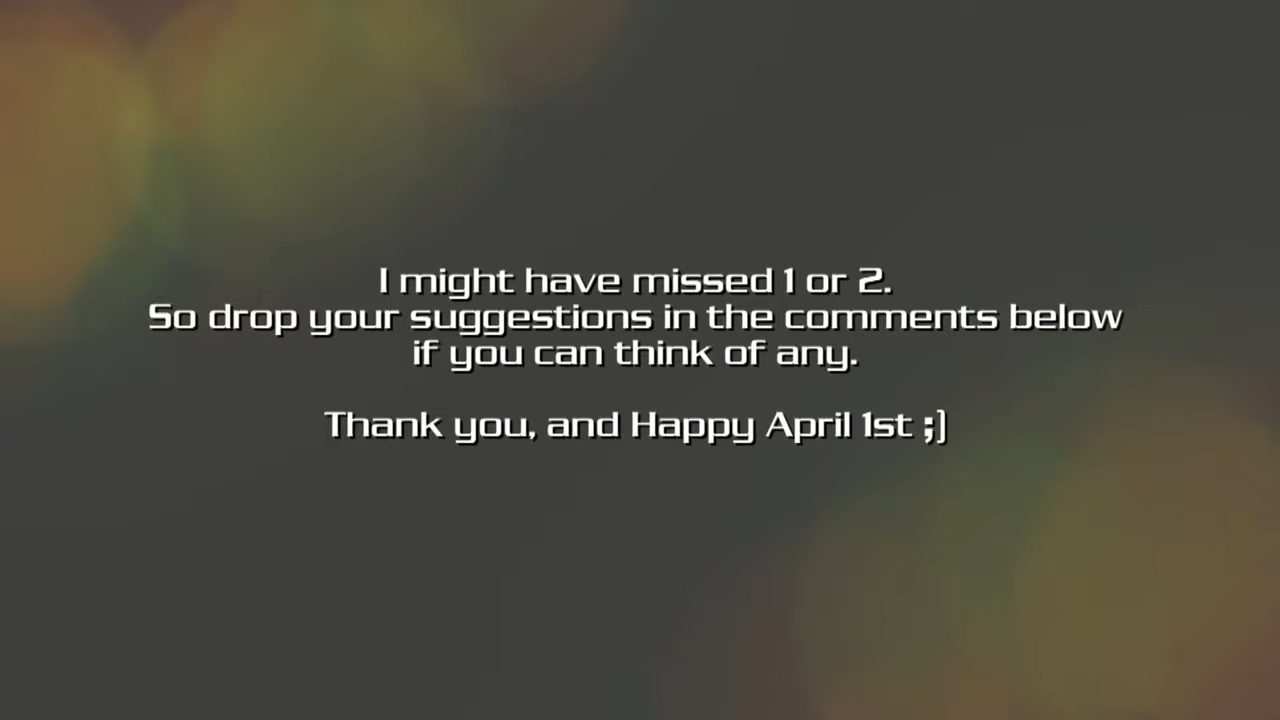 I might have missed 1 or 2.
So drop your suggestions in the comments below
if you can think of any.
Thank you, and Happy April 1st ;)